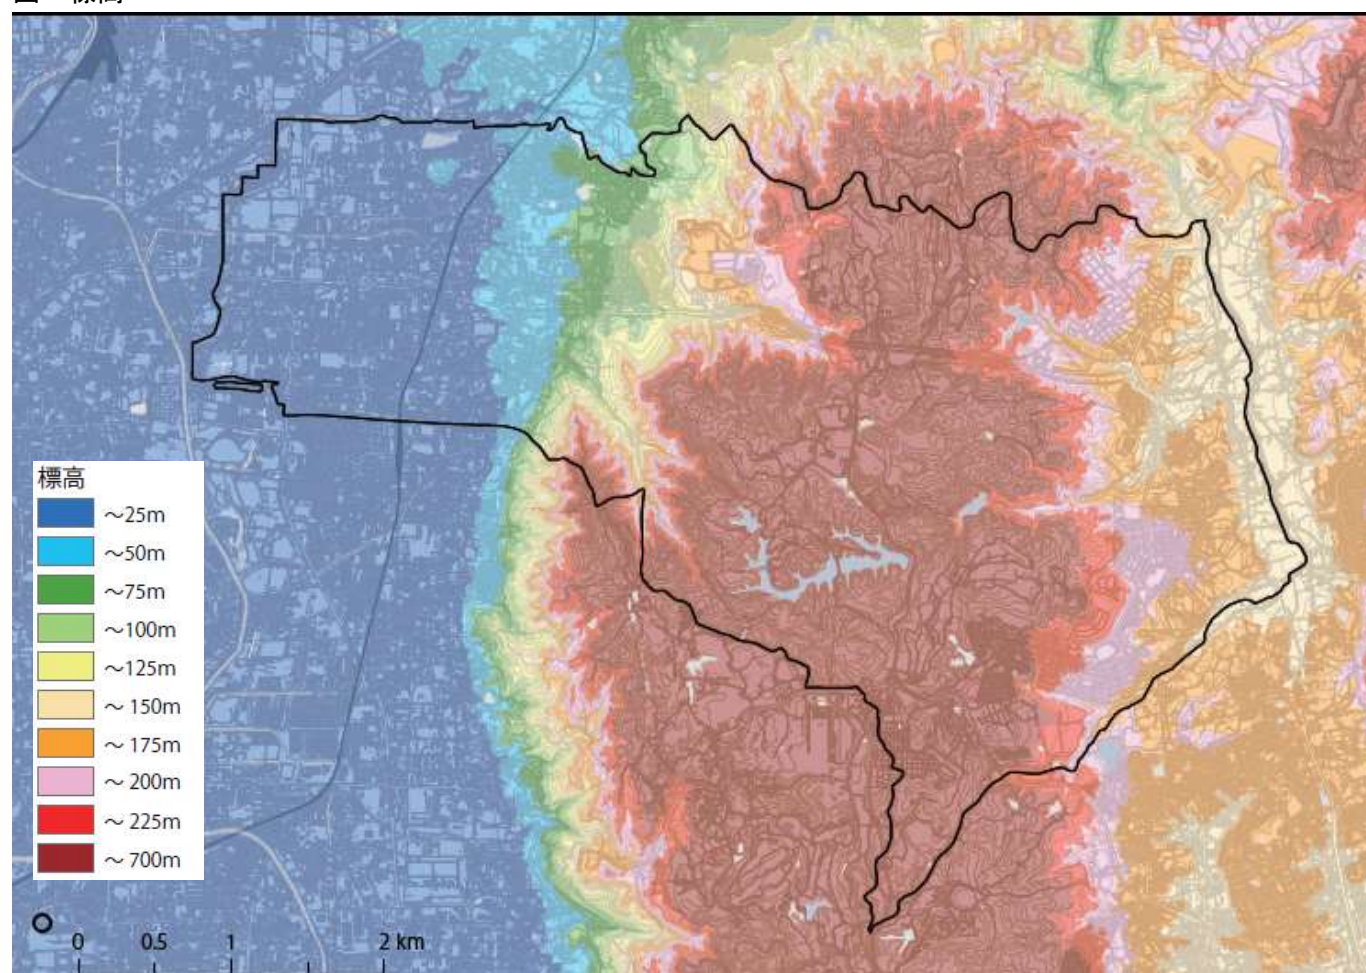 標高
～25m
～50m
～75m
～100m
～125m
～ 150m
～ 175m
～ 200m
～ 225m
～ 700m
0 0.5 1 2 km